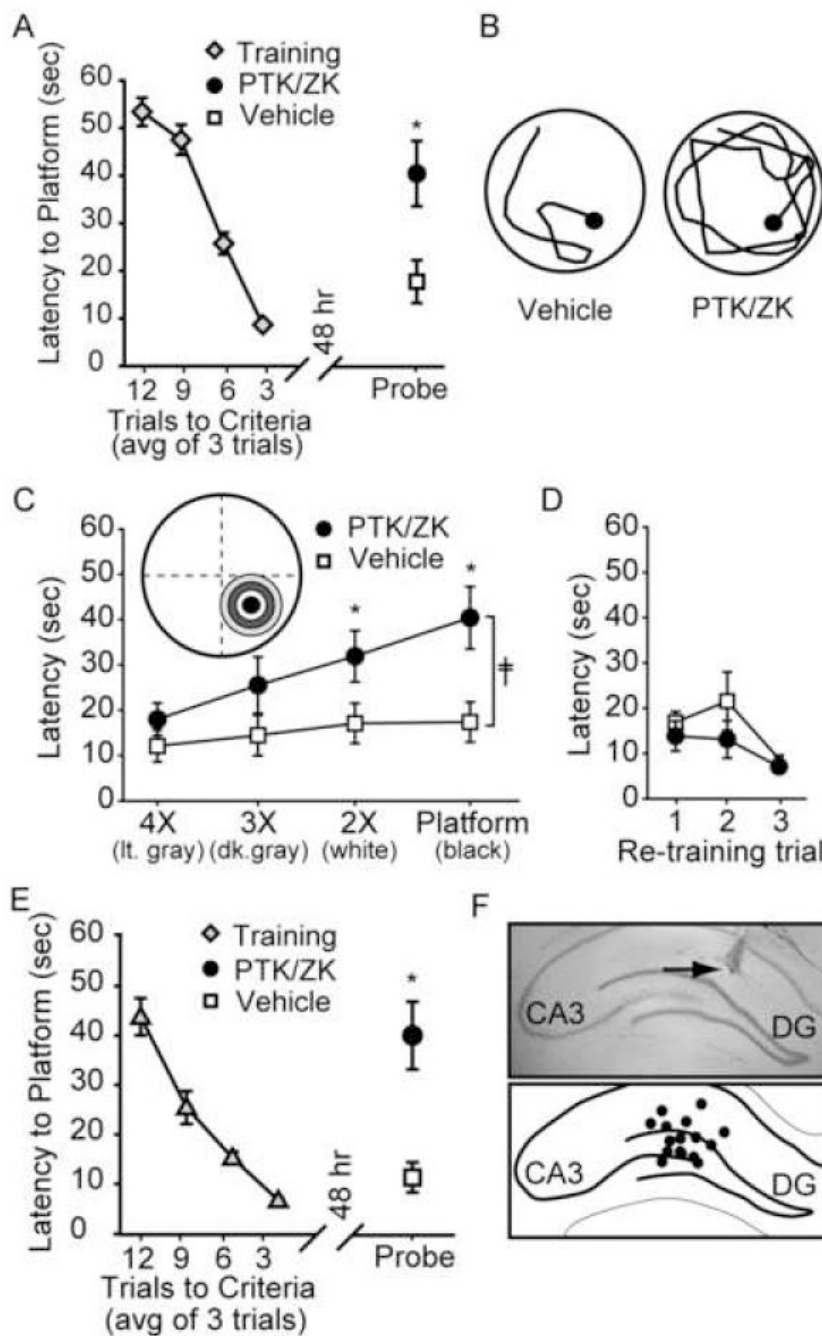 A
Training
PTK/ZK
Vehicle
Latency to Platform (sec)
60
50
40
30
20
10
0
*
12 9 6 3
48 hr
Probe
Trials to Criteria
(avg of 3 trials)
B
Vehicle PTK/ZK
C
PTK/ZK
Vehicle
Latency (sec)
60
50
40
30
20
10
0
* *
ǂ
4X 3X 2X Platform
(lt. gray) (dk.gray) (white) (black)
D
Latency (sec)
60
50
40
30
20
10
0
1 2 3
Re-training trial
E
Training
PTK/ZK
Vehicle
Latency to Platform (sec)
60
50
40
30
20
10
0
*
12 9 6 3
48 hr
Probe
Trials to Criteria
(avg of 3 trials)
F
CA3 DG
CA3 DG